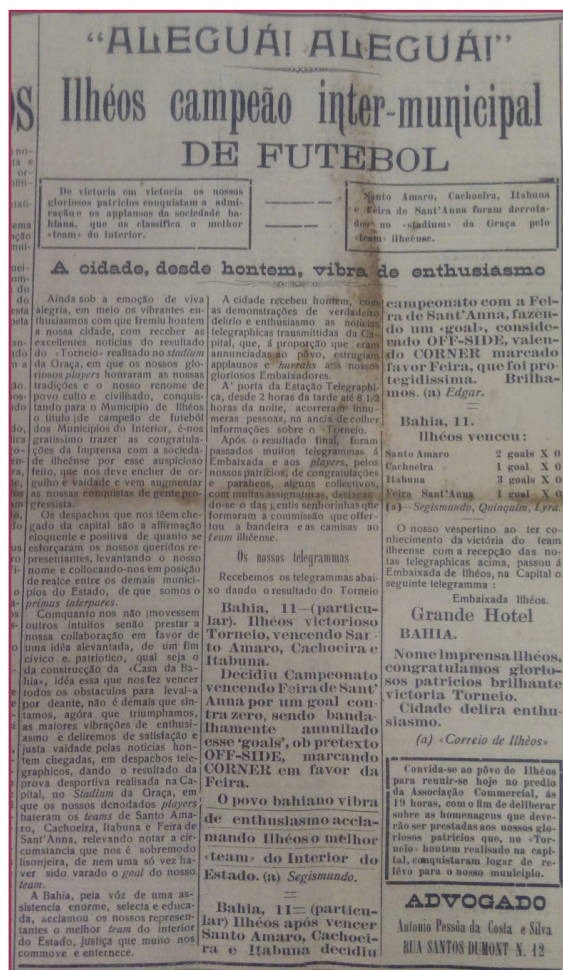 "ALEGUÁ! ALEGUÁ!"
Ilhéos campeão inter-municipal
DE FUTEBOL
De victoria em victoria os nossos
gloriosos patricios conquistam a admi-
ração e os applausos da sociedade ba-
hiana, que os classifica o melhor
«team» do interior.
Santo Amaro, Cachoeira, Itabuna
e Feira de Sant'Anna foram derrota-
dos no «stadium» da Graça pelo
«team» ilheênse.
A cidade, desde hontem, vibra de enthusiasmo
Ainda sob a emoção de viva
alegria, em meio os vibrantes en-
thusiasmos com que fremiu hontem
a nossa cidade, com receber as
excellentes noticias do resultado
do «Torneio» realisado no stadium
da Graça, em que os nossos glo-
riosos players honraram as nossas
tradições e o nosso renome de
povo culto e civilisado, conquis-
tando para o Municipio de Ilhéos
o titulo de campeão de futeból
dos Municipios do Interior, é-nos
gratissimo trazer as congratula-
ções da Imprensa com a socieda-
de ilheênse por esse auspicioso
feito, que nos deve encher de or-
gulho e vaidade e vem augmentar
as nossas conquistas de gente pro-
gressista.
Os despachos que nos têem che-
gado da capital são a affirmação
eloquente e positiva de quanto se
esforçaram os nossos queridos re-
presentantes, levantando o nosso
nome e collocando-nos em posição
de realce entre os demais munici-
pios do Estado, de que somos o
primus interpares.
Comquanto nos não movessem
outros intuitos senão prestar a
nossa collaboração em favor de
uma idéa alevantada, de um fim
civico e patriotico, qual seja o
da construcção da «Casa da Ba-
hia», idéa essa que nos fez vencer
todos os obstaculos para leval-a
por deante, não é demais que sin-
tamos, agóra que triumphamos,
as maiores vibrações de enthusi-
asmo e deliremos de satisfação e
justa vaidade pelas noticias hon-
tem chegadas, em despachos tele-
graphicos, dando o resultado da
prova desportiva realisada na Ca-
pital, no Stadium da Graça, em
que os nossos denodados players
bateram os teams de Santo Ama-
ro, Cachoeira, Itabuna e Feira de
Sant'Anna, relevando notar a cir-
cumstancia que nos é sobremodo
lisonjeira, de nem uma só vez ha-
ver sido varado o goal do nosso
team.
A Bahia, pela vóz de uma as-
sistencia enorme, selecta e educa-
da, acclamou os nossos represen-
tantes o melhor team do interior
do Estado, justiça que muito nos
commove e enternece.
A cidade recebeu hontem, com
as demonstrações de verdadeiro
delirio e enthusiasmo as noticias
telegraphicas transmittidas da Ca-
pital, que, á proporção que eram
annunciadas ao pôvo, estrugiam
applausos e hurrahs aos nossos
gloriosos Embaixadores.
A' porta da Estação Telegraphi-
ca, desde 2 horas da tarde até 8 1/2
horas da noite, acorreram innu-
meras pessoas, na ancia de colher
informações sobre o Torneio.
Após o resultado final, foram
passados muitos telegrammas á
Embaixada e aos players, pelos
nossos patricios, de congratulações
e parabens, alguns collectivos,
com muitas assignaturas, destacan-
do-se o das gentis senhorinhas que
formaram a commissão que offer-
tou a bandeira e as camisas ao
team ilheênse.
Os nossos telegrammas
Recebemos os telegrammas abai-
xo dando o resultado do Torneio
Bahia, 11—(particu-
lar). Ilhéos victorioso
Torneio, vencendo San-
to Amaro, Cachoeira e
Itabuna.
Decidiu Campeonato
vencendo Feira de Sant'
Anna por um goal con-
tra zero, sendo banda-
lhamente annullado
esse 'goals', ob pretexto
OFF-SIDE, marcando
CORNER em favor da
Feira.
O povo bahiano vibra
de enthusiasmo accla-
mando Ilhéos o melhor
«team» do Interior do
Estado. (a) Segismundo.
Bahia, 11= (particu-
lar) Ilhéos após vencer
Santo Amaro, Cachoei-
ra e Itabuna decidiu
campeonato com a Fei-
ra de Sant'Anna, fazen-
do um «goal», conside-
rado OFF-SIDE, valen-
do CORNER marcado
favor Feira, que foi pro-
tegidissima. Brilha-
mos. (a) Edgar.
Bahia, 11.
Ilhéos venceu:
Santo Amaro 2 goals X 0
Cachoeira 1 goal X 0
Itabuna 3 goals X 0
Feira Sant'Anna 1 goal X 0
(a)—Segismundo, Quinquim, Lyra.
O nosso vespertino ao ter co-
nhecimento da victória do team
ilheense com a recepção das no-
tas telegraphicas acima, passou á
Embaixada de Ilhéos, na Capital o
seguinte telegramma:
Embaixada Ilhéos.
Grande Hotel
BAHIA.
Nome Imprensa Ilhéos,
congratulamos glorio-
sos patricios brilhante
victoria Torneio.
Cidade delira enthu-
siasmo.
(a) «Correio de Ilhèos»
Convida-se ao pôvo de Ilhéos
para reunir-se hoje no predio
da Associação Commercial, ás
19 horas, com o fim de deliberar
sobre as homenagens que deve-
rão ser prestadas aos nossos glo-
riosos patricios que, no «Tor-
neio» hontem realisado na capi-
tal, conquistaram logar de re-
lêvo para o nosso municipio.
ADVOGADO
Antonio Pessôa da Costa e Silva
RUA SANTOS DUMONT N. 12